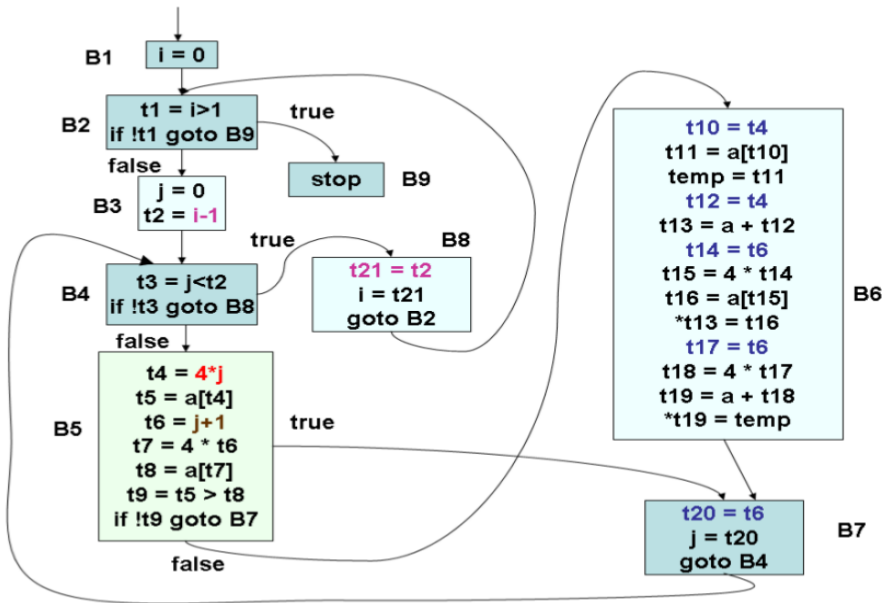 B1
i = 0
B2
t1 = i>1
if !t1 goto B9
true
false
stop
B9
B3
j = 0
t2 = i-1
true
B8
B4
t3 = j<t2
if !t3 goto B8
t21 = t2
i = t21
goto B2
false
B5
t4 = 4*j
t5 = a[t4]
t6 = j+1
t7 = 4 * t6
t8 = a[t7]
t9 = t5 > t8
if !t9 goto B7
true
false
t10 = t4
t11 = a[t10]
temp = t11
t12 = t4
t13 = a + t12
t14 = t6
t15 = 4 * t14
t16 = a[t15]
*t13 = t16
t17 = t6
t18 = 4 * t17
t19 = a + t18
*t19 = temp
B6
t20 = t6
j = t20
goto B4
B7